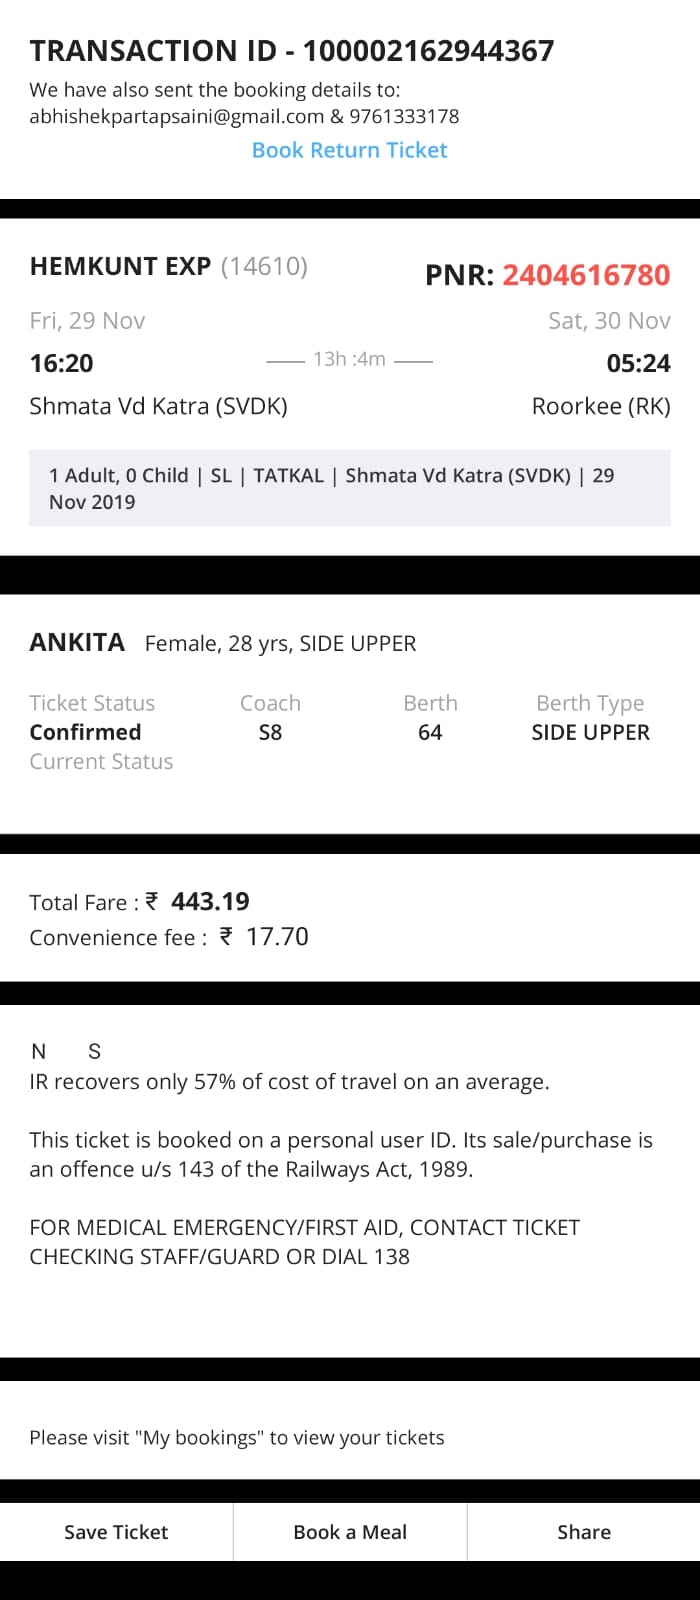 TRANSACTION ID - 100002162944367
We have also sent the booking details to:
abhishekpartapsaini@gmail.com & 9761333178
Book Return Ticket
HEMKUNT EXP (14610)
PNR: 2404616780
Fri, 29 Nov
Sat, 30 Nov
16:20
13h :4m
05:24
Shmata Vd Katra (SVDK)
Roorkee (RK)
1 Adult, 0 Child | SL | TATKAL | Shmata Vd Katra (SVDK) | 29
Nov 2019
ANKITA Female, 28 yrs, SIDE UPPER
Ticket Status Coach Berth Berth Type
Confirmed S8 64 SIDE UPPER
Current Status
Total Fare : ₹ 443.19
Convenience fee : ₹ 17.70
N S
IR recovers only 57% of cost of travel on an average.
This ticket is booked on a personal user ID. Its sale/purchase is
an offence u/s 143 of the Railways Act, 1989.
FOR MEDICAL EMERGENCY/FIRST AID, CONTACT TICKET
CHECKING STAFF/GUARD OR DIAL 138
Please visit "My bookings" to view your tickets
Save Ticket Book a Meal Share